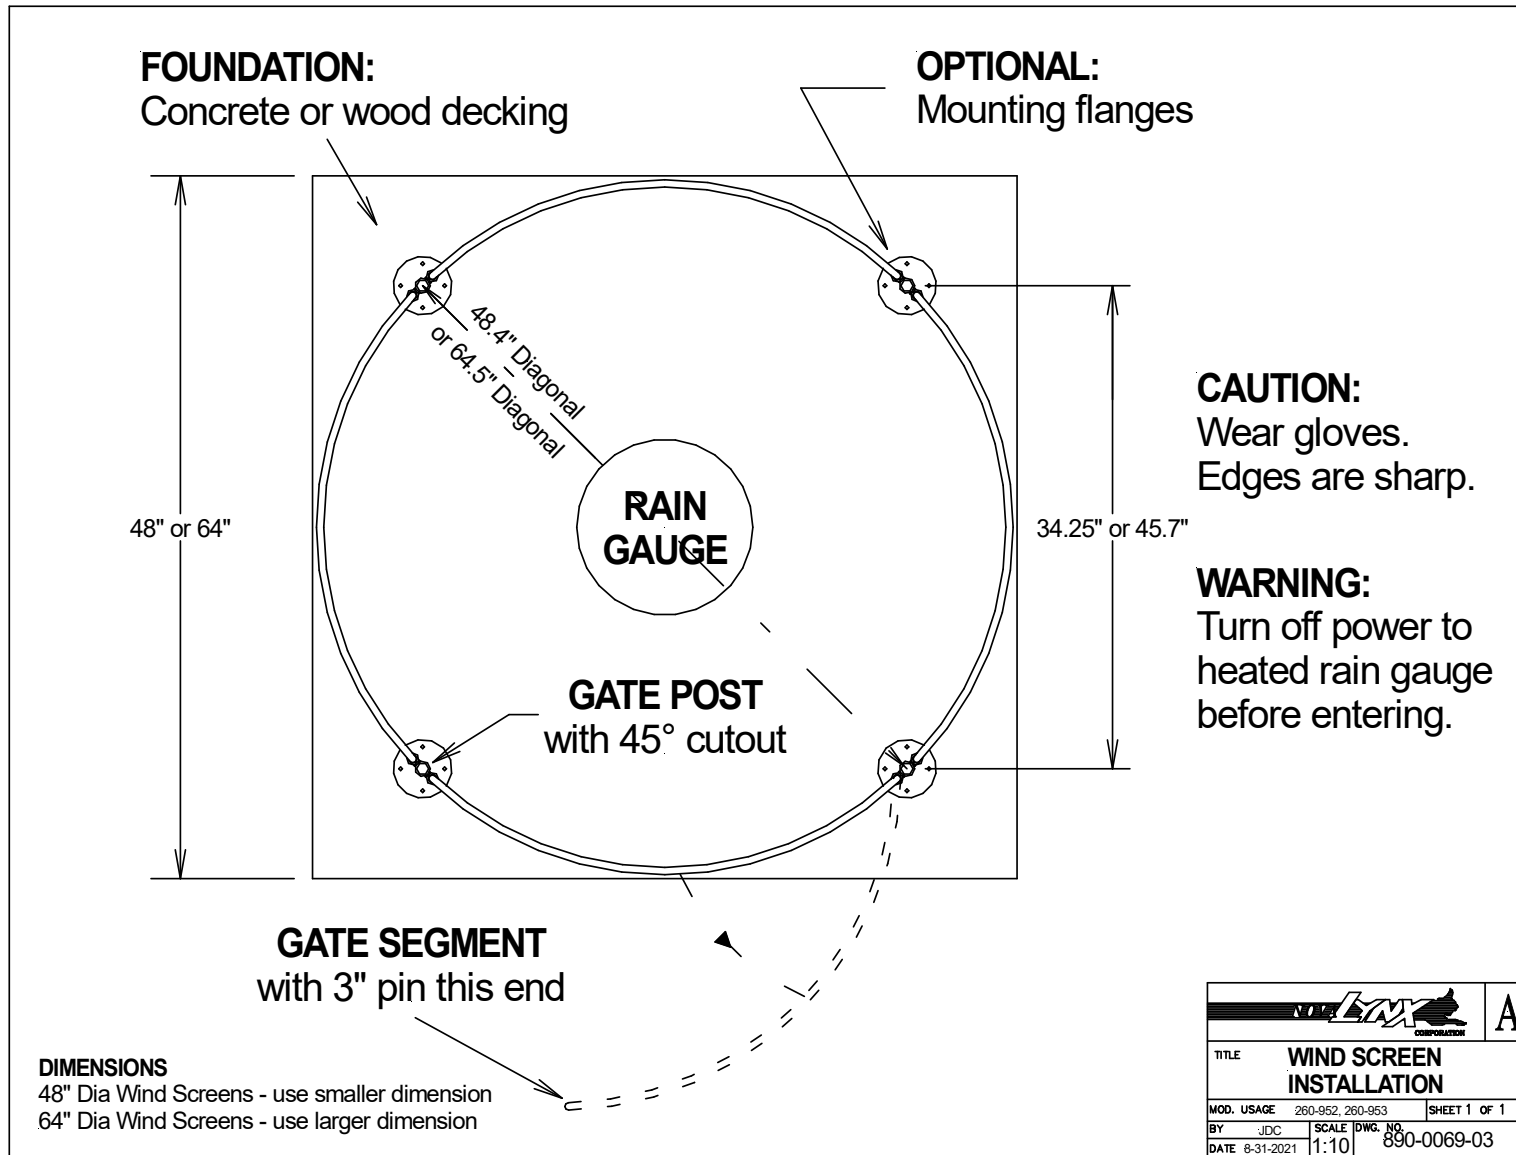 FOUNDATION:
Concrete or wood decking
OPTIONAL:
Mounting flanges
48.4" Diagonal
or 64.5" Diagonal
48" or 64"
RAIN
GAUGE
34.25" or 45.7"
CAUTION:
Wear gloves.
Edges are sharp.
WARNING:
Turn off power to
heated rain gauge
before entering.
GATE POST
with 45° cutout
GATE SEGMENT
with 3" pin this end
DIMENSIONS
48" Dia Wind Screens - use smaller dimension
64" Dia Wind Screens - use larger dimension
NOVA LYNX
CORPORATION
A
TITLE WIND SCREEN
INSTALLATION
MOD. USAGE 260-952, 260-953 SHEET 1 OF 1
BY JDC SCALE DWG. NO.
DATE 8-31-2021 1:10 890-0069-03